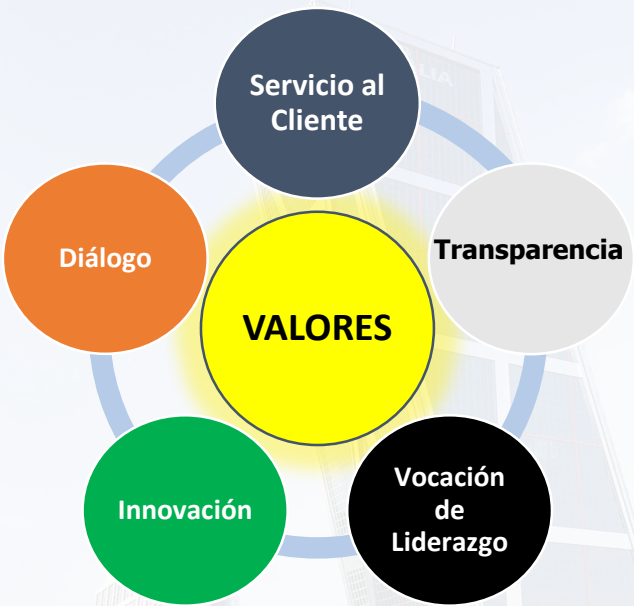 Servicio al
Cliente
Transparencia
Diálogo
VALORES
Vocación
de
Liderazgo
Innovación